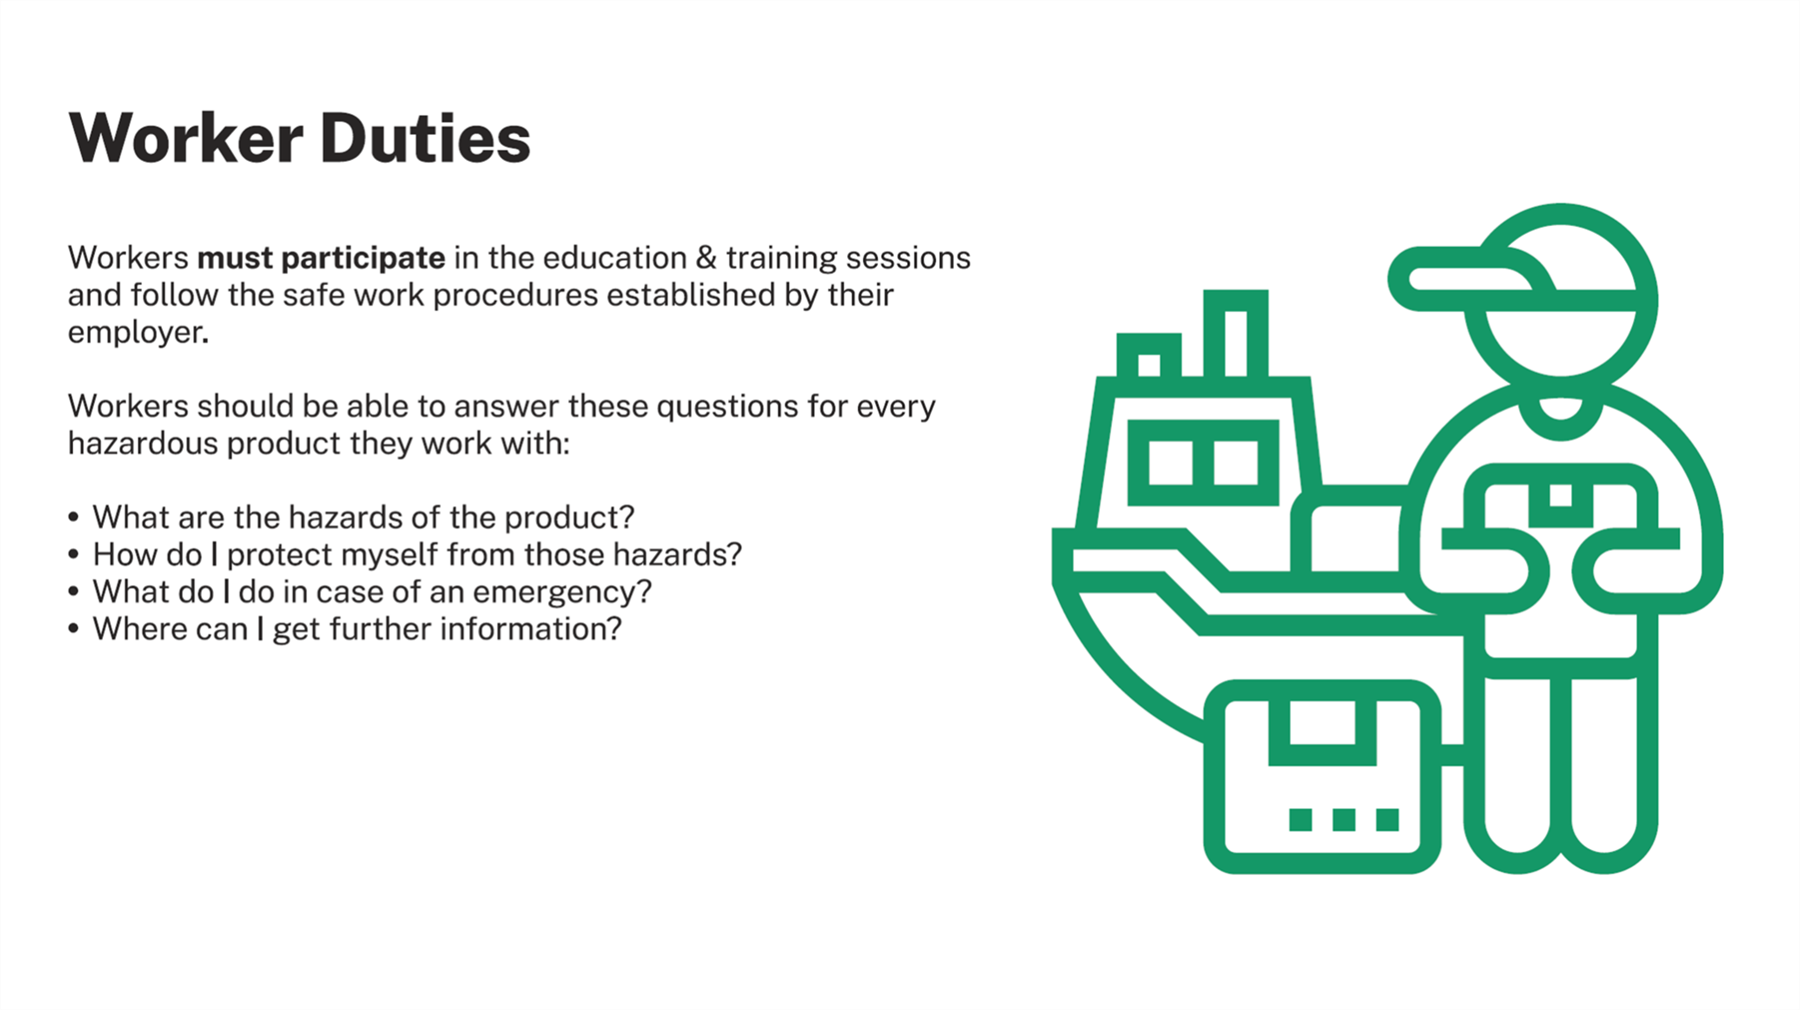 Worker Duties
Workers must participate in the education & training sessions
and follow the safe work procedures established by their
employer.
Workers should be able to answer these questions for every
hazardous product they work with:
• What are the hazards of the product?
• How do I protect myself from those hazards?
• What do I do in case of an emergency?
• Where can I get further information?